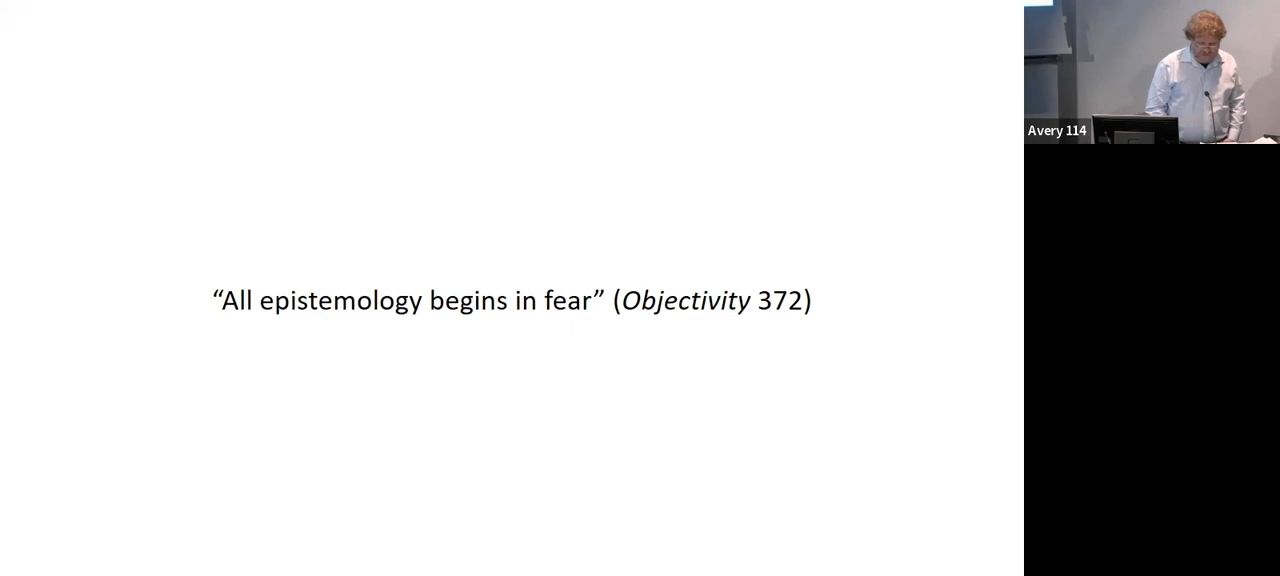 “All epistemology begins in fear” (Objectivity 372)
Avery 114